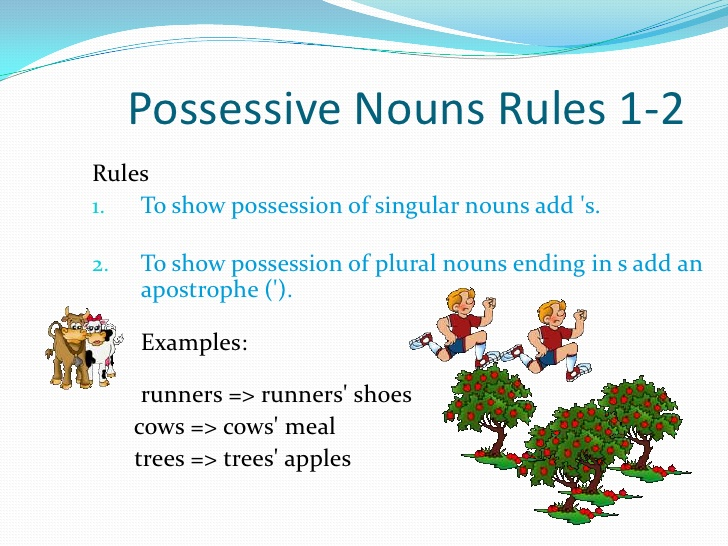 Possessive Nouns Rules 1-2
Rules
1. To show possession of singular nouns add 's.
2. To show possession of plural nouns ending in s add an
apostrophe (').
Examples:
runners => runners' shoes
cows => cows' meal
trees => trees' apples